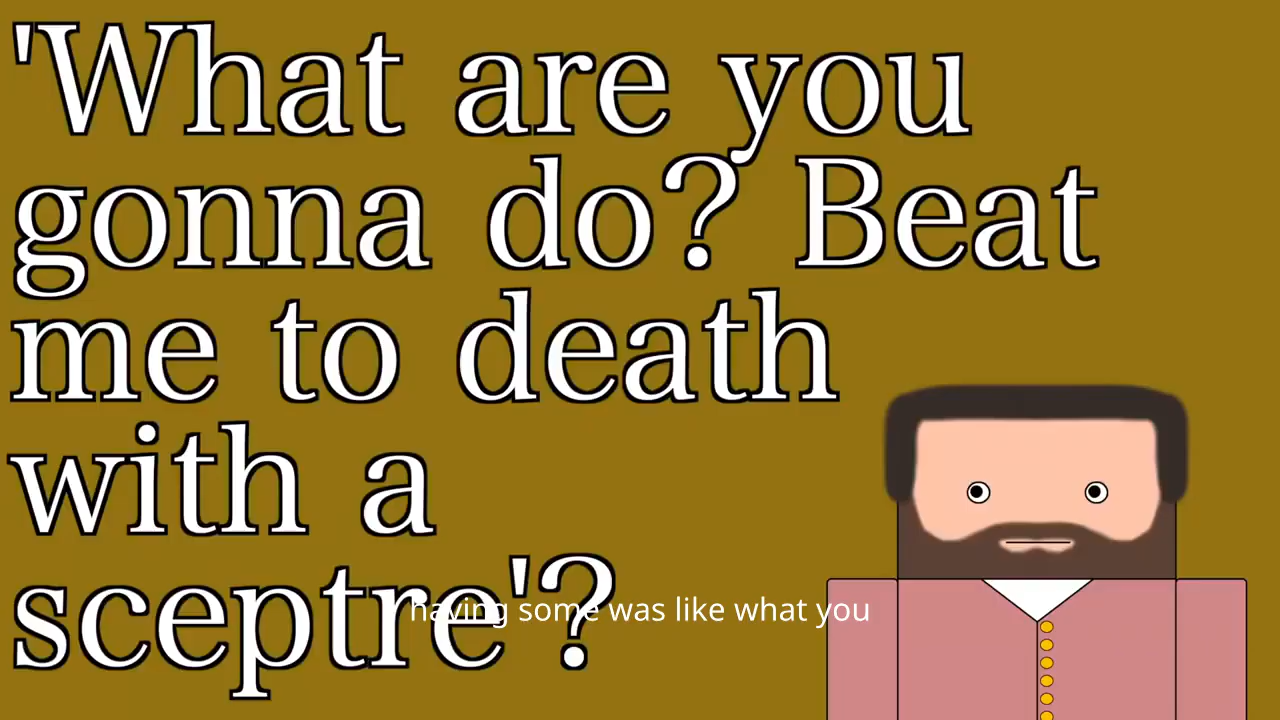 'What are you
gonna do? Beat
me to death
with a
sceptre'?
having some was like what you